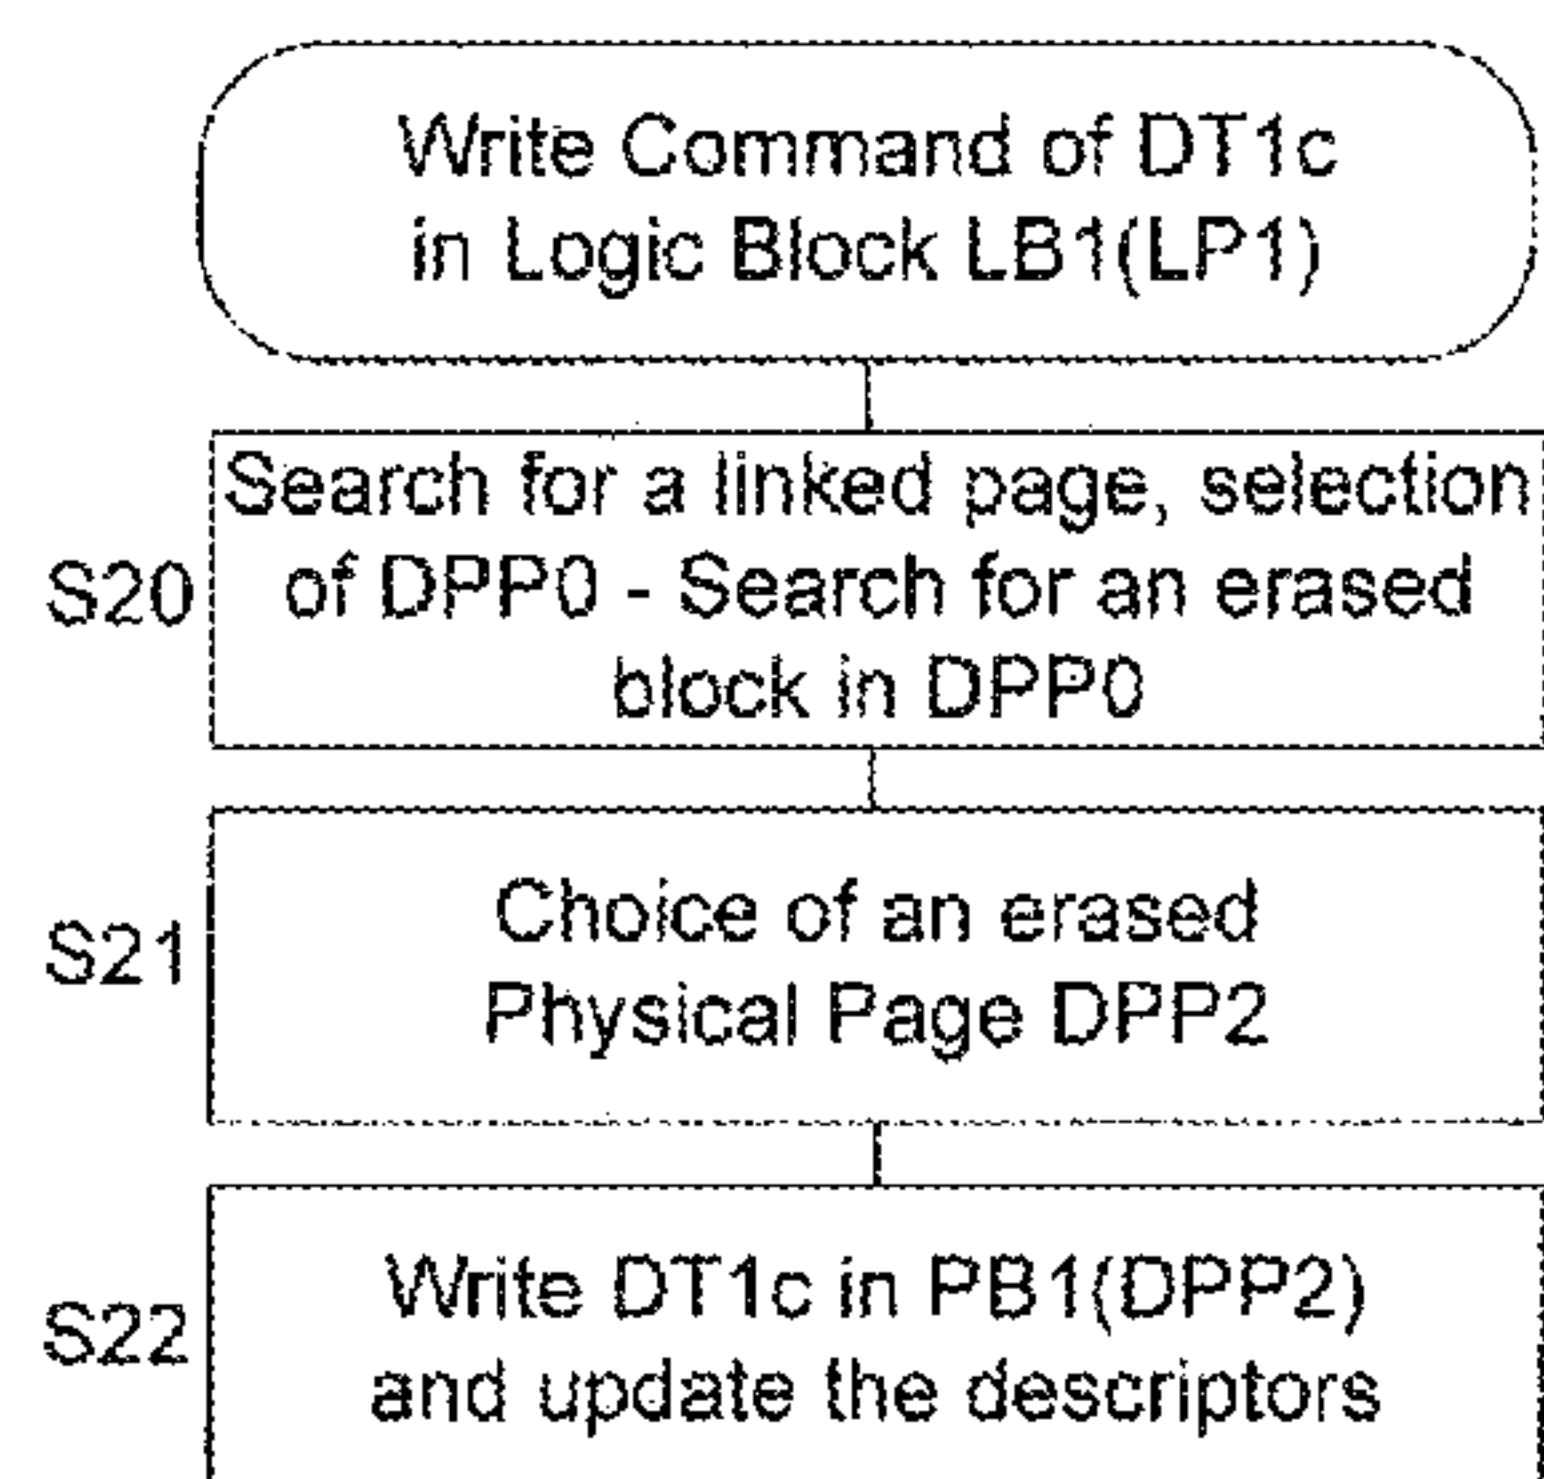 Write Command of DT1c
in Logic Block LB1(LP1)
Search for a linked page, selection
S20
of DPP0 - Search for an erased
block in DPP0
Choice of an erased
S21
Physical Page DPP2
Write DT1c in PB1(DPP2)
S22
and update the descriptors